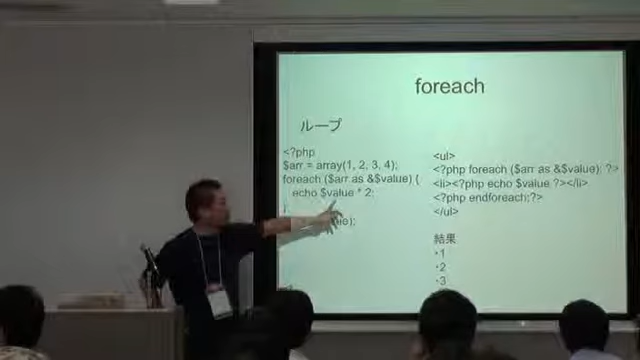 foreach
ループ
<?php
$arr = array(1, 2, 3, 4);
foreach ($arr as &$value) {
echo $value * 2;
}
<ul>
<?php foreach ($arr as &$value): ?>
<li><?php echo $value ?></li>
<?php endforeach;?>
</ul>
結果
・1
・2
・3